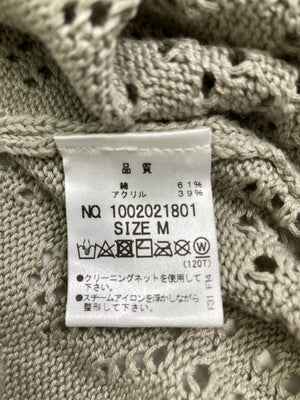 品 質
綿 61%
アクリル 39%
NO. 1002021801
SIZE M
(120T)
●クリーニングネットを使用して
下さい。
●スチームアイロンを浮かしながら
整形して下さい。